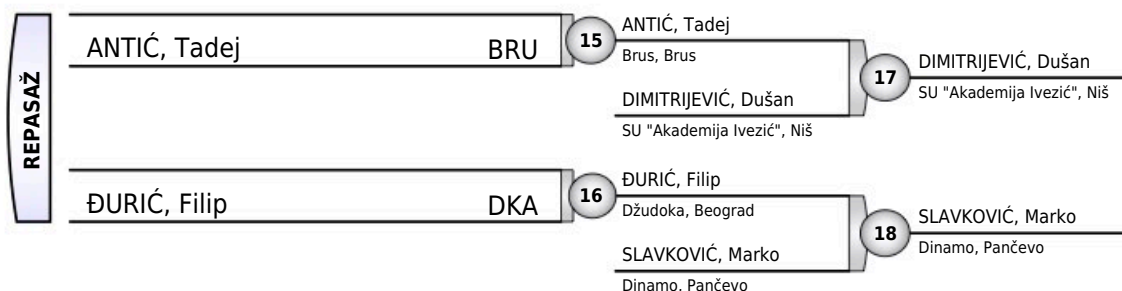 REPASAŽ
ANTIĆ, Tadej BRU
15
ANTIĆ, Tadej
Brus, Brus
DIMITRIJEVIĆ, Dušan
SU "Akademija Ivezić", Niš
17
DIMITRIJEVIĆ, Dušan
SU "Akademija Ivezić", Niš
ĐURIĆ, Filip DKA
16
ĐURIĆ, Filip
Džudoka, Beograd
SLAVKOVIĆ, Marko
Dinamo, Pančevo
18
SLAVKOVIĆ, Marko
Dinamo, Pančevo